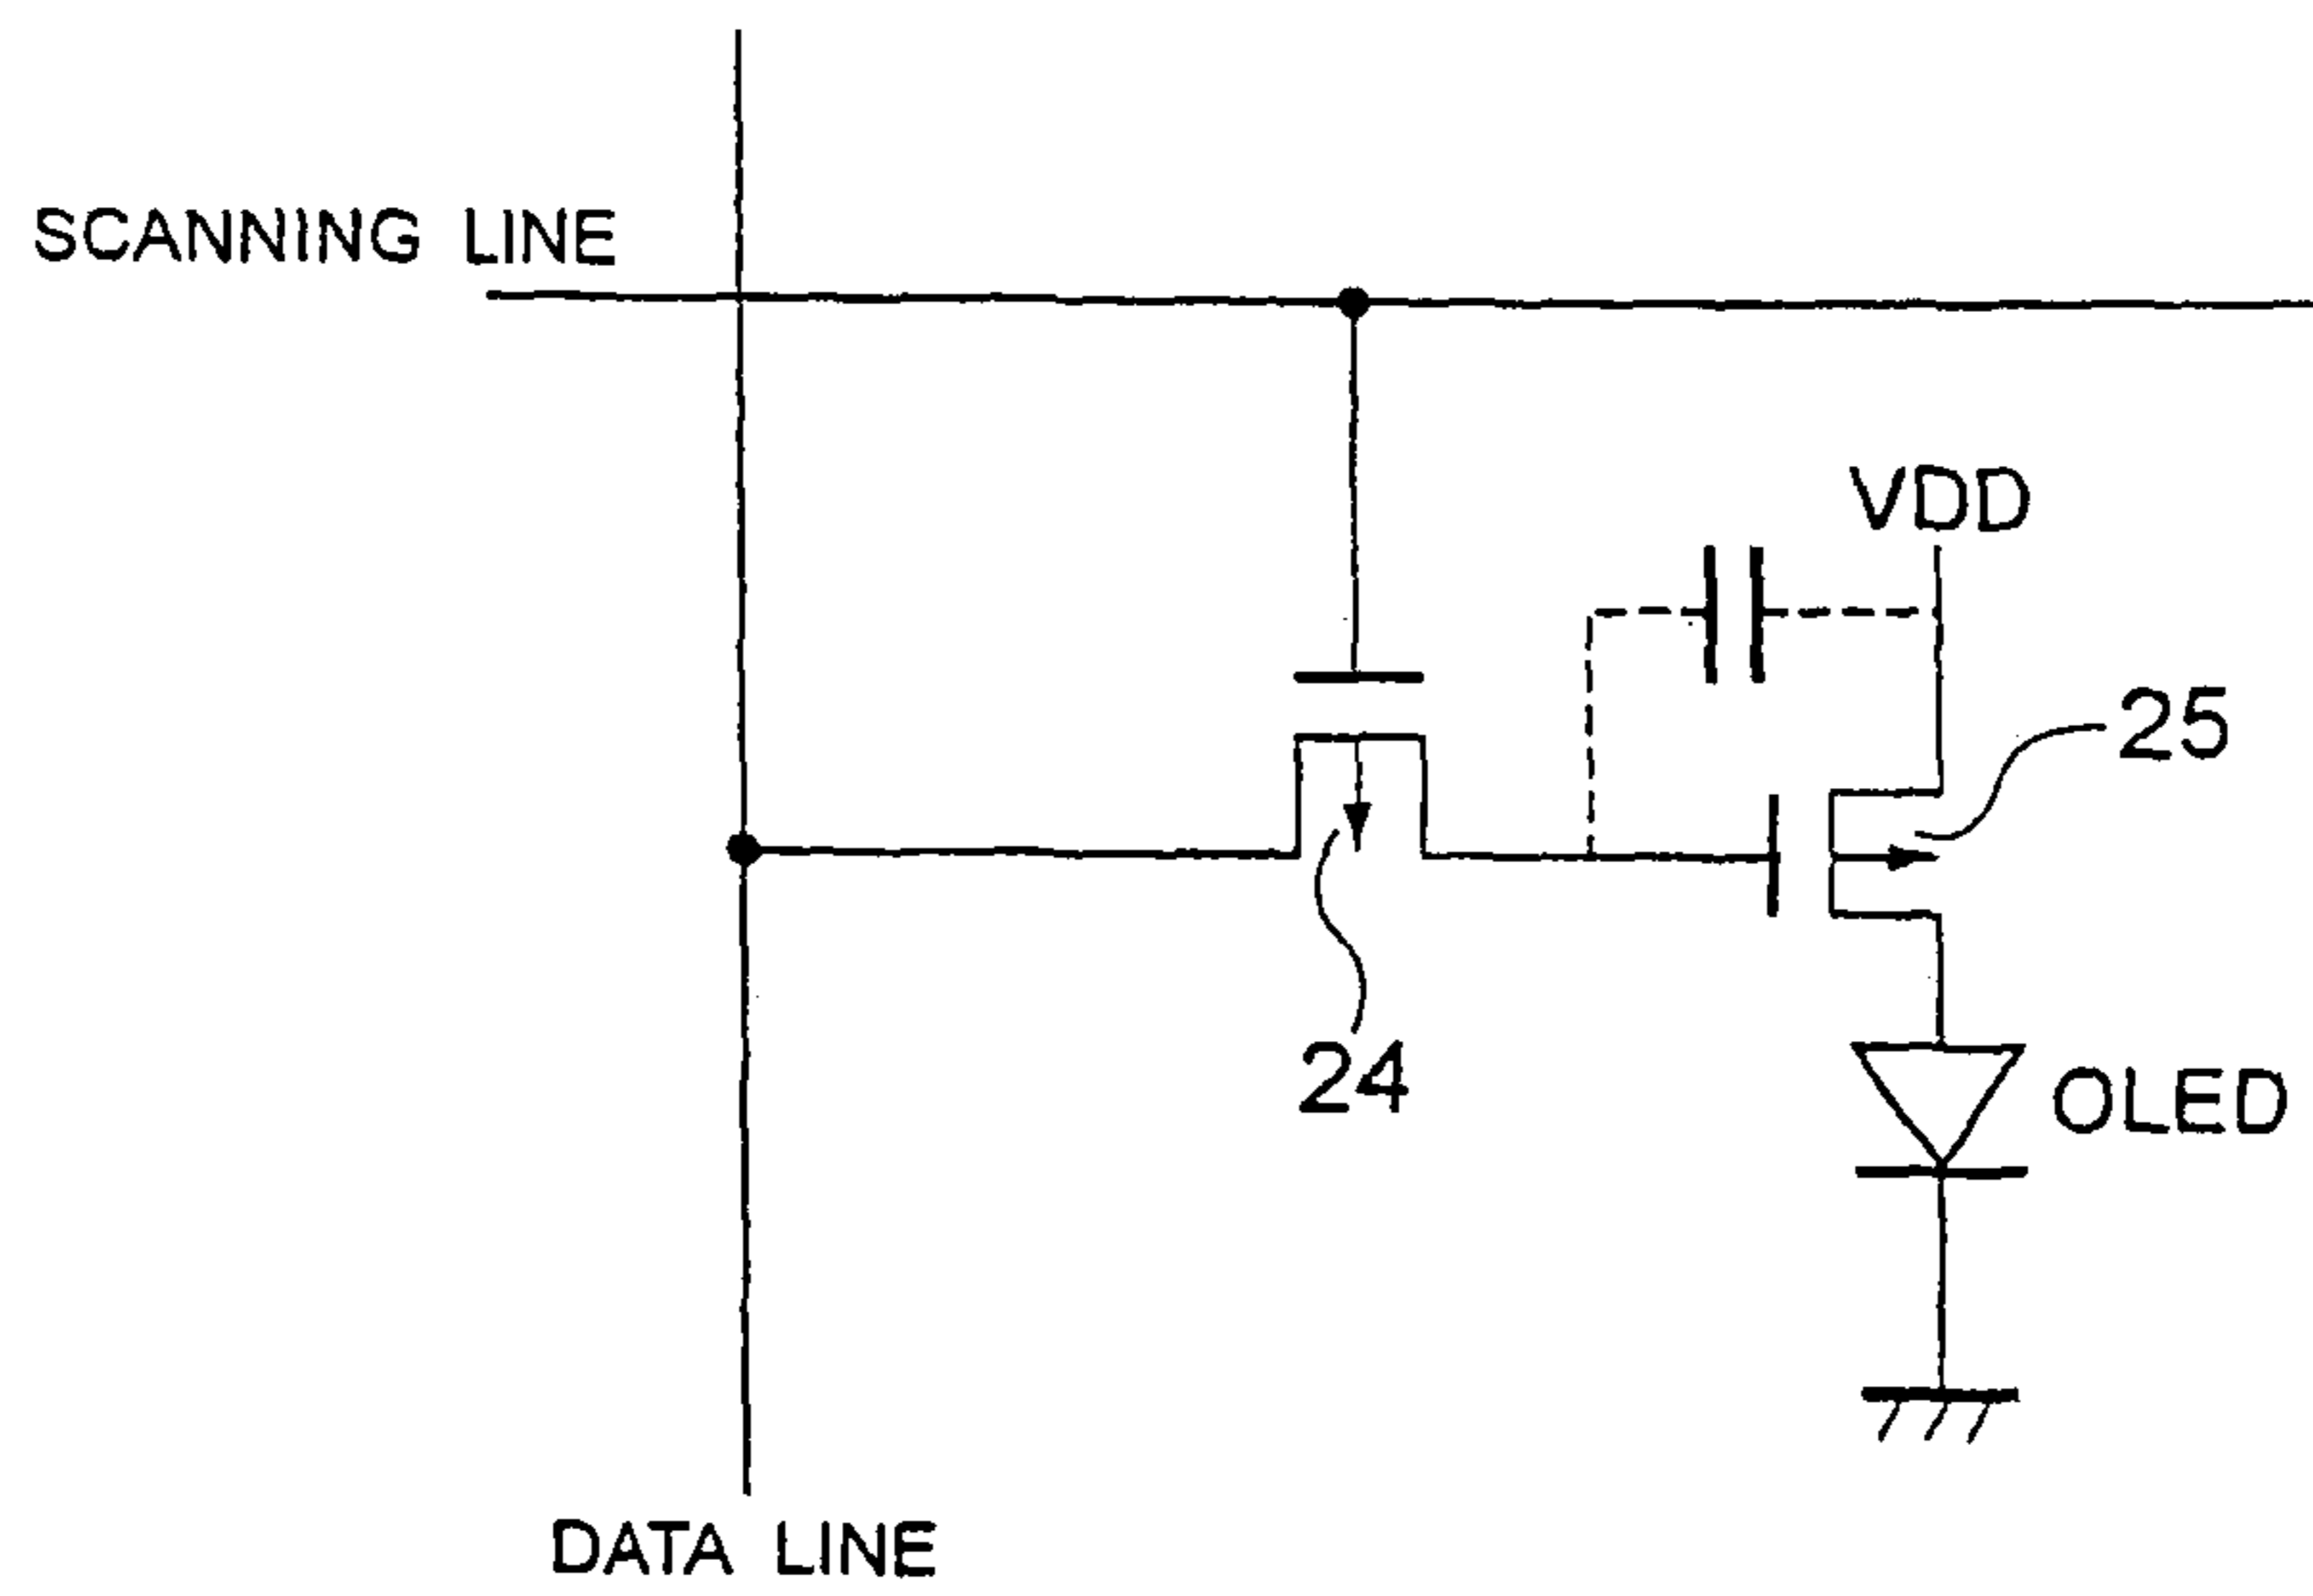 SCANNING LINE
VDD
25
24
OLED
DATA LINE